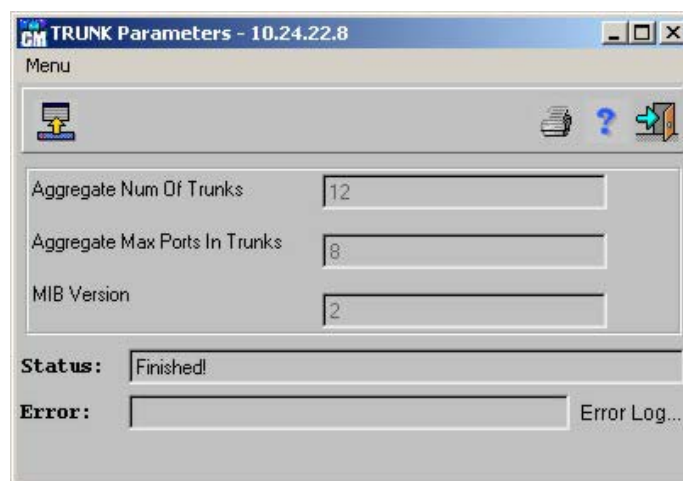 CM TRUNK Parameters - 10.24.22.8
Menu
?
Aggregate Num Of Trunks 12
Aggregate Max Ports In Trunks 8
MIB Version 2
Status: Finished!
Error: Error Log...